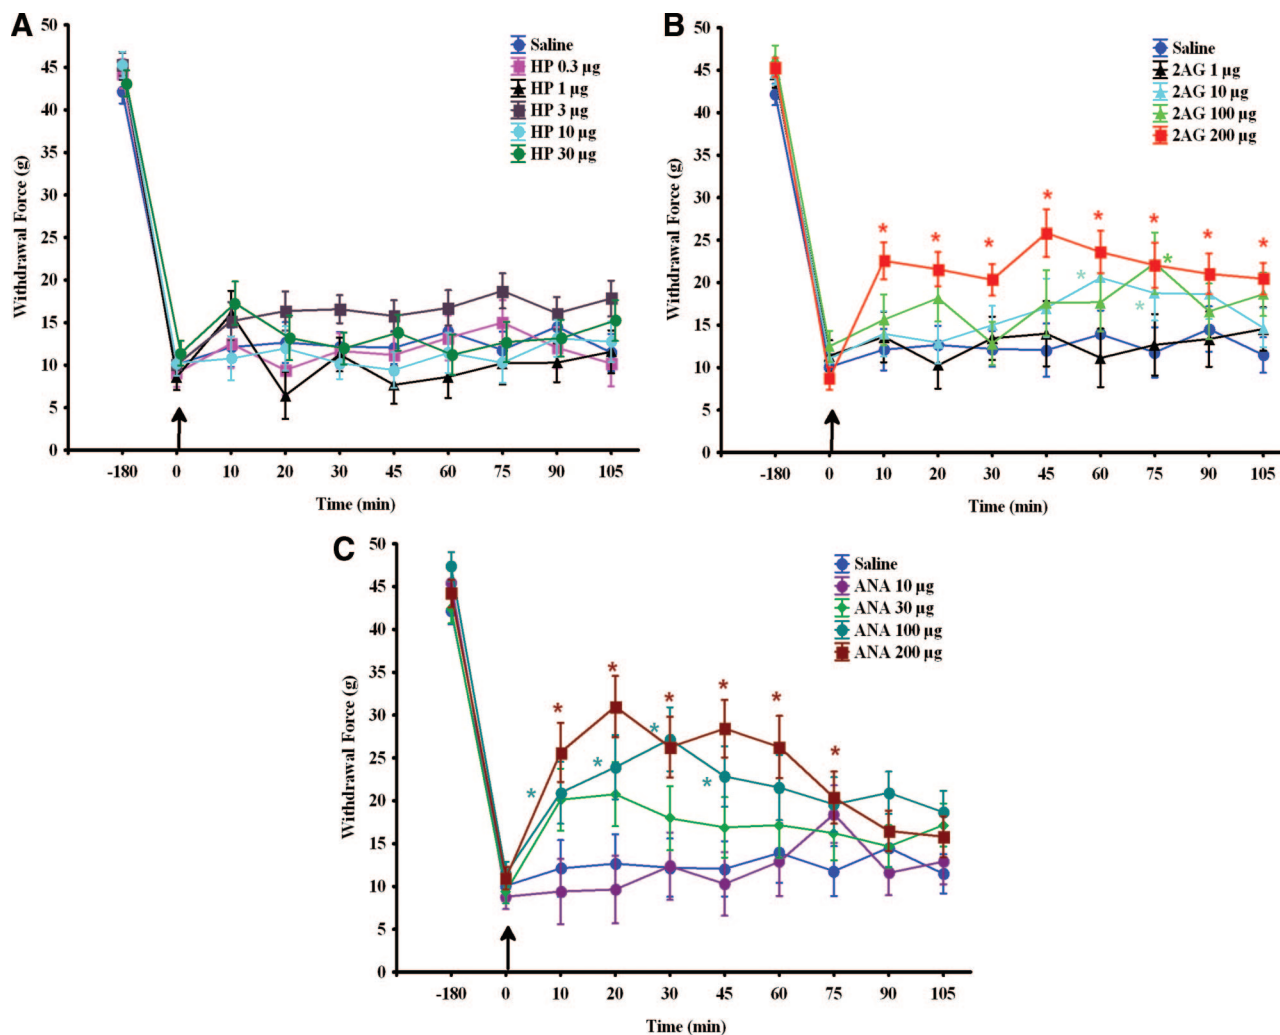 A
50
45
40
35
30
25
20
15
10
5
0
Withdrawal Force (g)
Saline
HP 0.3 µg
HP 1 µg
HP 3 µg
HP 10 µg
HP 30 µg
-180 0 10 20 30 45 60 75 90 105
Time (min)
B
50
45
40
35
30
25
20
15
10
5
0
Withdrawal Force (g)
Saline
2AG 1 µg
2AG 10 µg
2AG 100 µg
2AG 200 µg
* * * * * * * * *
* *
*
-180 0 10 20 30 45 60 75 90 105
Time (min)
C
50
45
40
35
30
25
20
15
10
5
0
Withdrawal Force (g)
Saline
ANA 10 µg
ANA 30 µg
ANA 100 µg
ANA 200 µg
* * * * * *
* * * *
-180 0 10 20 30 45 60 75 90 105
Time (min)